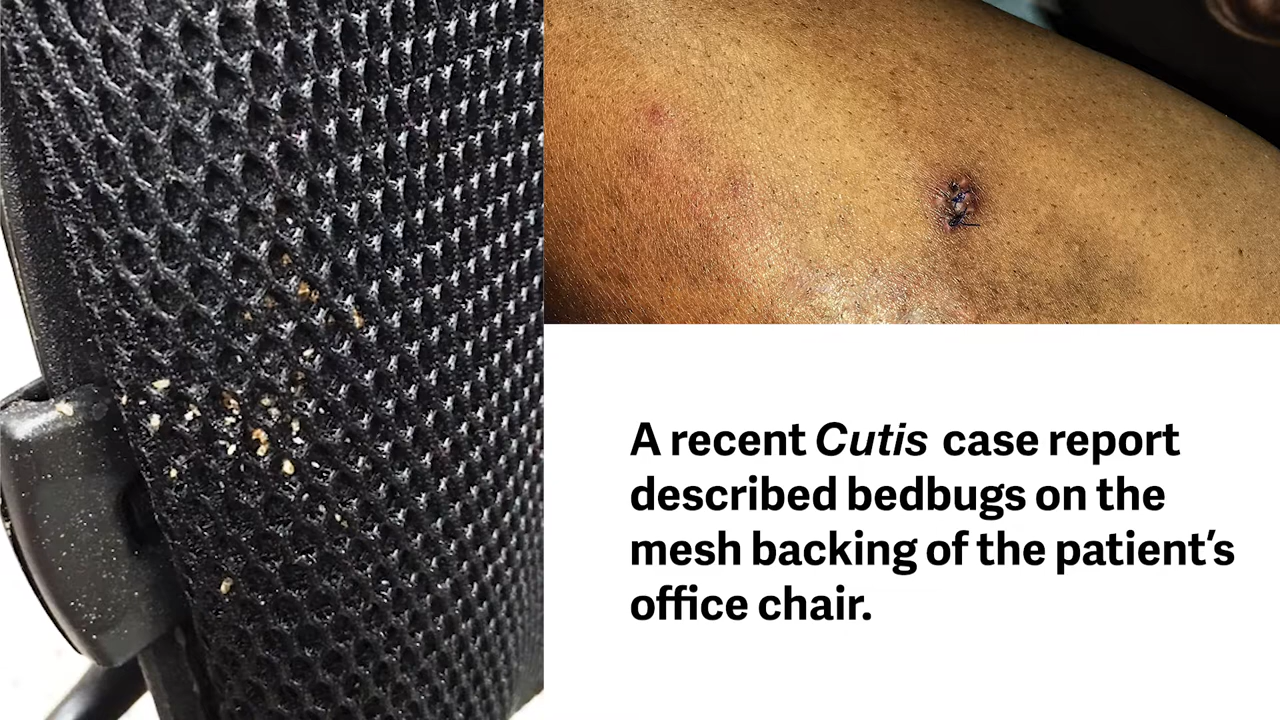 A recent Cutis case report
described bedbugs on the
mesh backing of the patient’s
office chair.